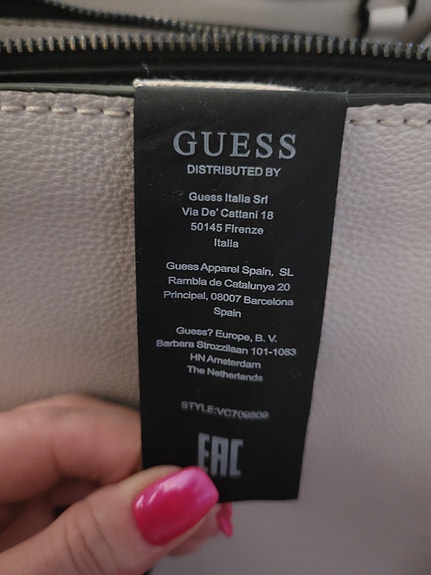 GUESS
DISTRIBUTED BY
Guess Italia Srl
Via De' Cattani 18
50145 Firenze
Italia
Guess Apparel Spain, SL
Rambla de Catalunya 20
Principal, 08007 Barcelona
Spain
Guess? Europe, B. V.
Barbara Strozzilaan 101-1083
HN Amsterdam
The Netherlands
STYLE:VC709809
EAC